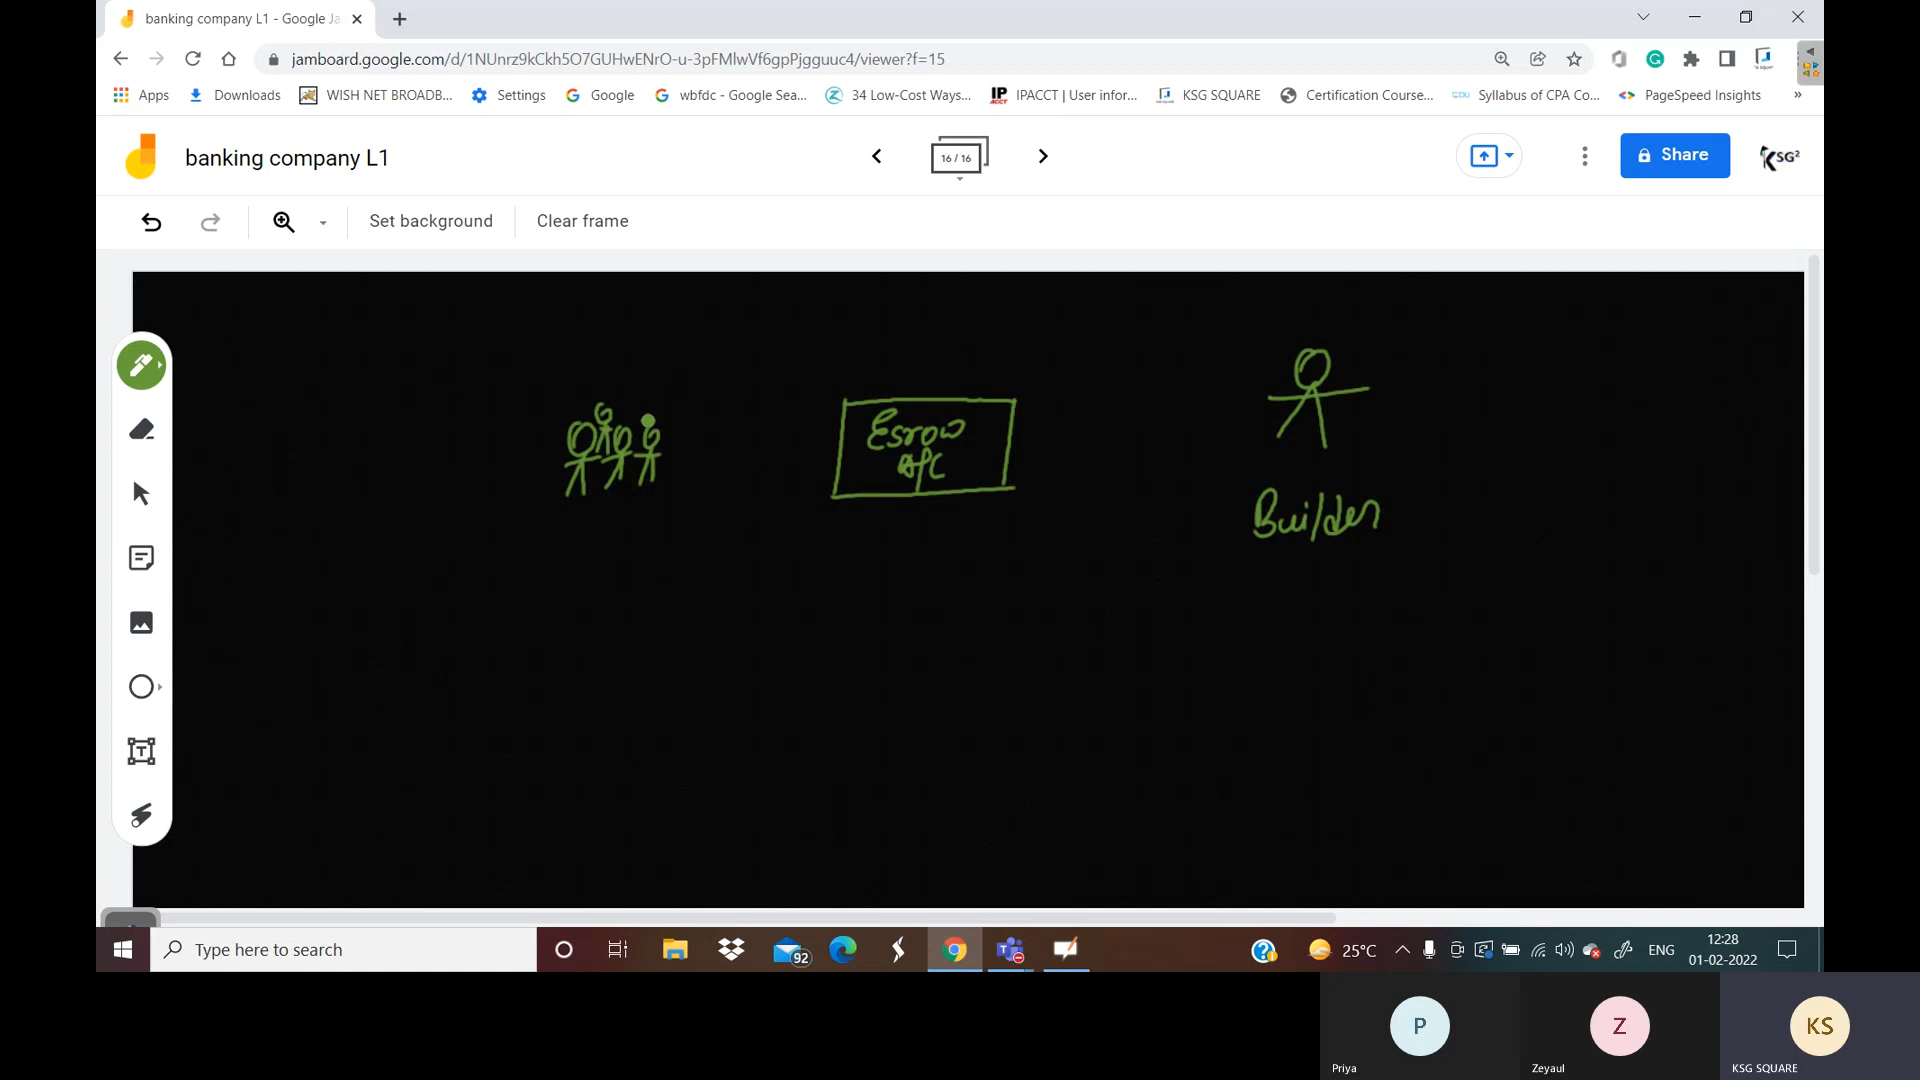 banking company L1 - Google Ja
jamboard.google.com/d/1NUnrz9kCkh5O7GUHwENrO-u-3pFMlwVf6gpPjgguuc4/viewer?f=15
Apps Downloads WISH NET BROADB... Settings Google wbfdc - Google Sea... 34 Low-Cost Ways... IPACCT | User infor... KSG SQUARE Certification Course... Syllabus of CPA Co... PageSpeed Insights »
banking company L1
16 / 16
Share
KSG²
Set background Clear frame
Esrow
A/C
Builder
Type here to search
92
25°C
ENG
12:28
01-02-2022
P Z KS
Priya Zeyaul KSG SQUARE